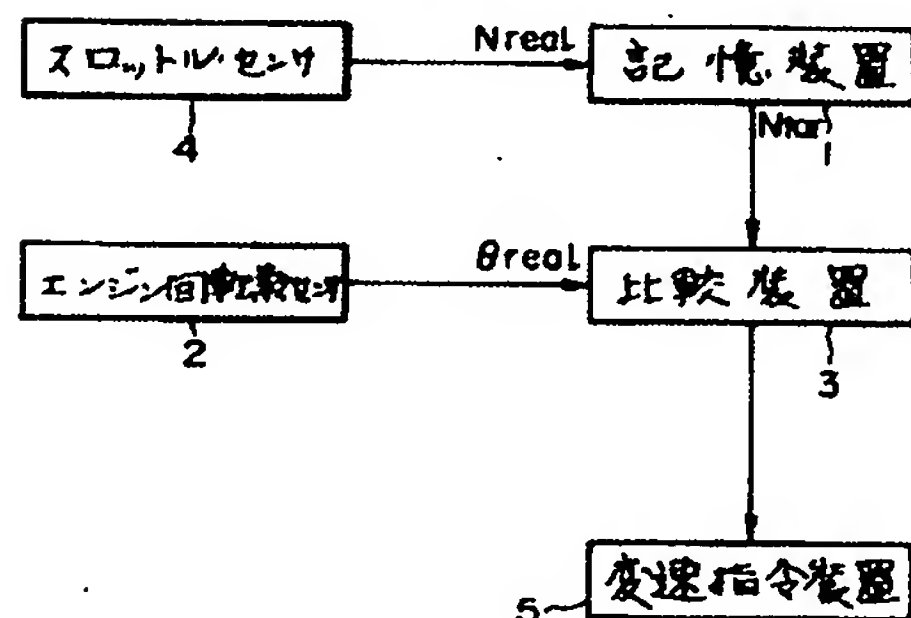 スロットルセンサ
Nreal
記憶装置
4
Ntar
1
エンジン回転数センサ
θreal
比較装置
2
3
変速指令装置
5